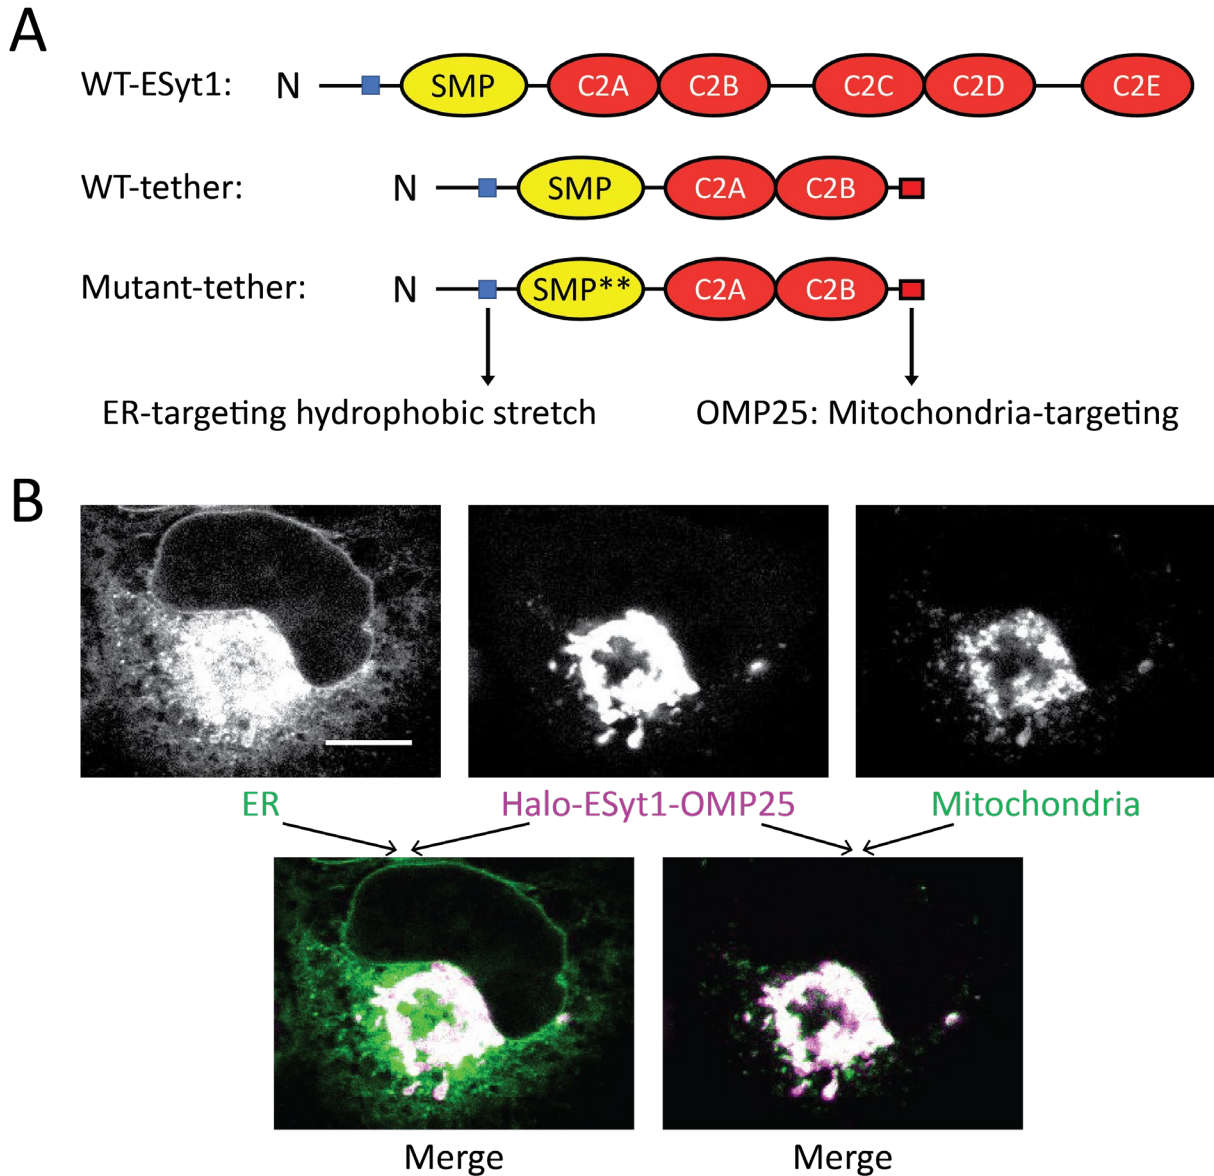 A
WT-ESyt1: N SMP C2A C2B C2C C2D C2E
WT-tether: N SMP C2A C2B
Mutant-tether: N SMP** C2A C2B
ER-targeting hydrophobic stretch OMP25: Mitochondria-targeting
B
ER Halo-ESyt1-OMP25 Mitochondria
Merge Merge